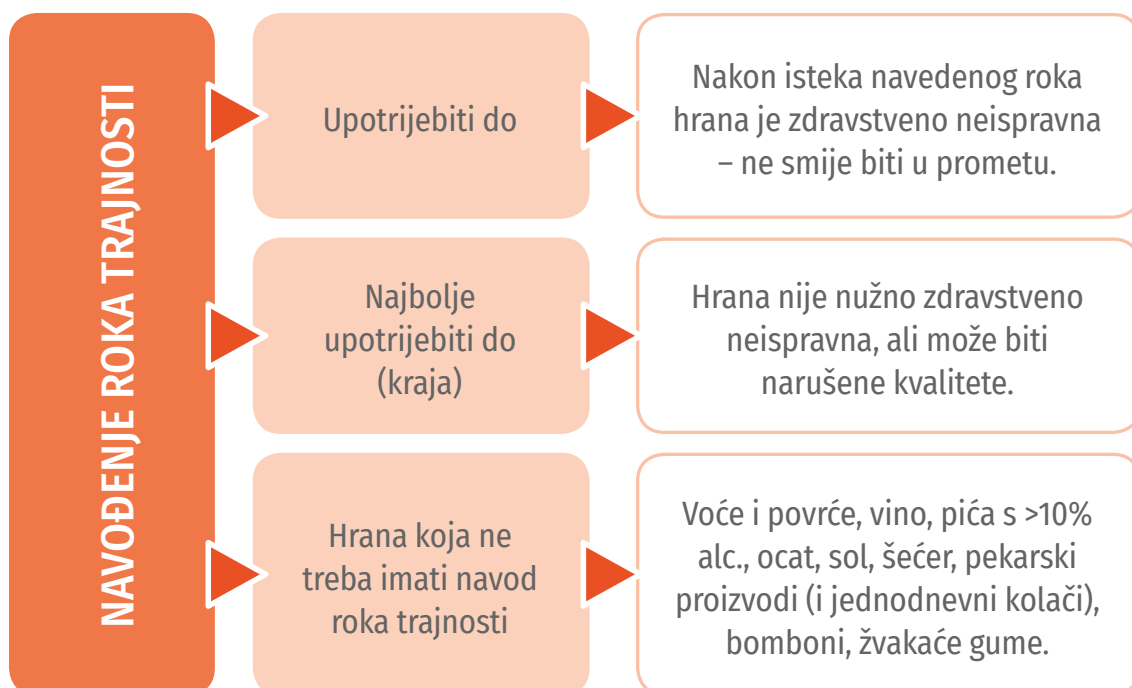 NAVOĐENJE ROKA TRAJNOSTI
Upotrijebiti do
Nakon isteka navedenog roka
hrana je zdravstveno neispravna
– ne smije biti u prometu.
Najbolje
upotrijebiti do
(kraja)
Hrana nije nužno zdravstveno
neispravna, ali može biti
narušene kvalitete.
Hrana koja ne
treba imati navod
roka trajnosti
Voće i povrće, vino, pića s >10%
alc., ocat, sol, šećer, pekarski
proizvodi (i jednodnevni kolači),
bomboni, žvakaće gume.